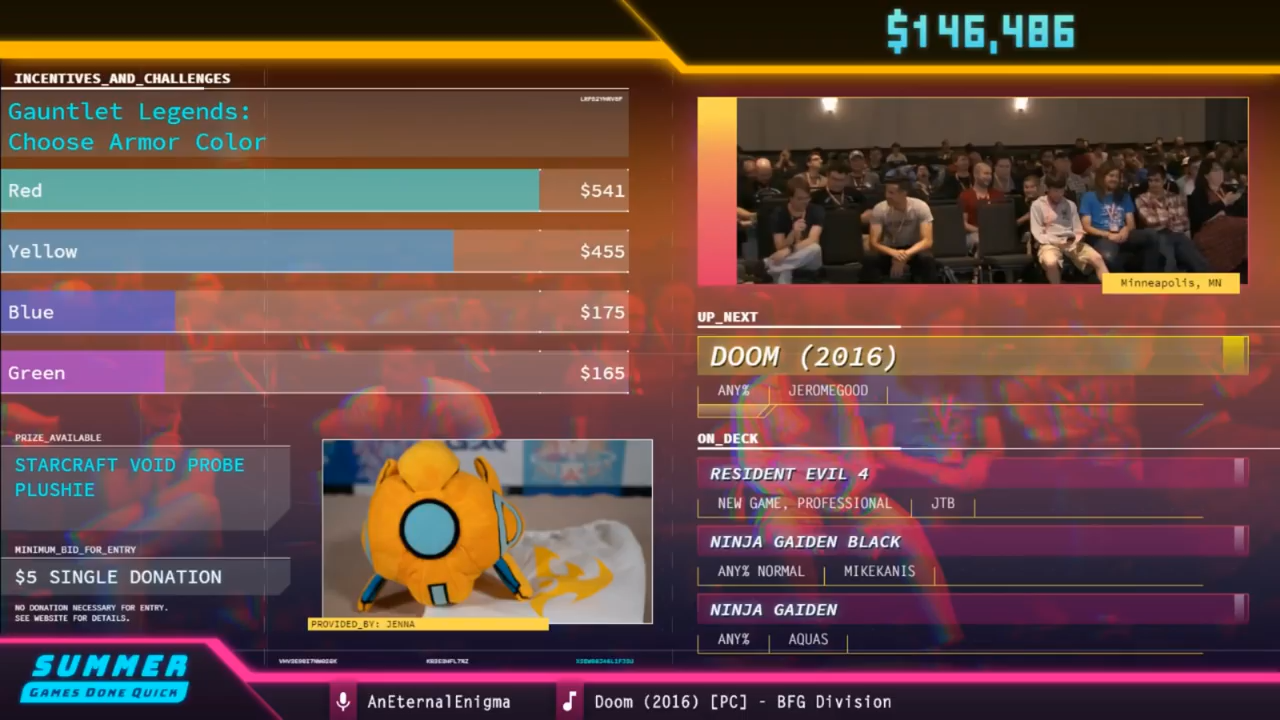 $146,486
INCENTIVES_AND_CHALLENGES
Gauntlet Legends:
Choose Armor Color
Red
$541
Yellow
$455
Blue
$175
Green
$165
PRIZE_AVAILABLE
STARCRAFT VOID PROBE
PLUSHIE
MINIMUM_BID_FOR_ENTRY
$5 SINGLE DONATION
NO DONATION NECESSARY FOR ENTRY.
SEE WEBSITE FOR DETAILS.
PROVIDED_BY: JENNA
Minneapolis, MN
UP_NEXT
DOOM (2016)
ANY% JEROMEGOOD
ON_DECK
RESIDENT EVIL 4
NEW GAME, PROFESSIONAL JTB
NINJA GAIDEN BLACK
ANY% NORMAL MIKEKANIS
NINJA GAIDEN
ANY% AQUAS
SUMMER
GAMES DONE QUICK
AnEternalEnigma
Doom (2016) [PC] - BFG Division